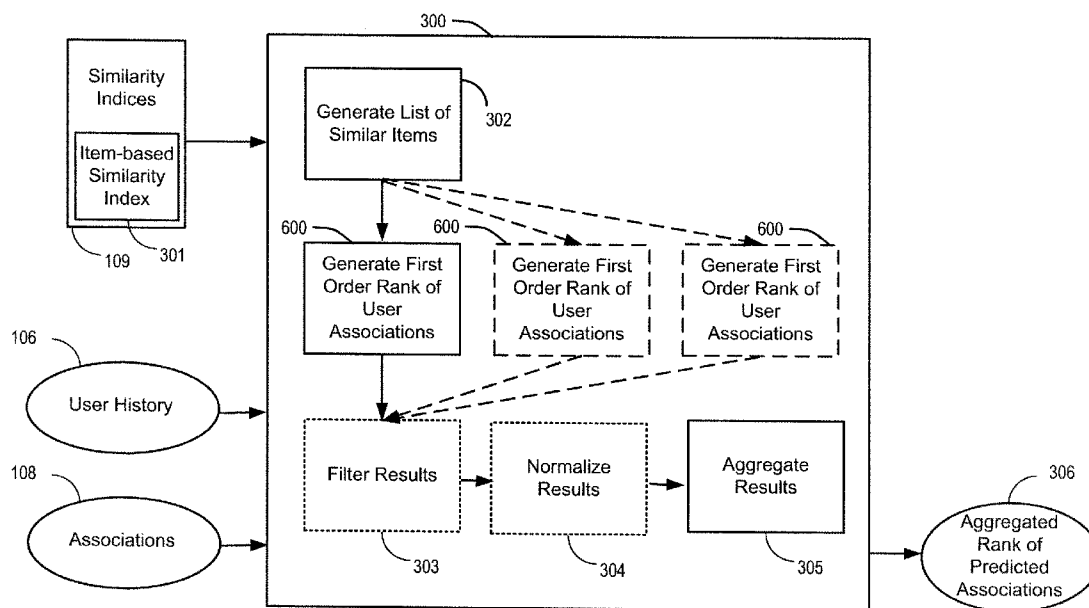 300
Similarity
Indices
Item-based
Similarity
Index
109
301
Generate List of
Similar Items
302
600
Generate First
Order Rank of
User
Associations
600
Generate First
Order Rank of
User
Associations
600
Generate First
Order Rank of
User
Associations
106
User History
108
Associations
Filter Results
303
Normalize
Results
304
Aggregate
Results
305
306
Aggregated
Rank of
Predicted
Associations